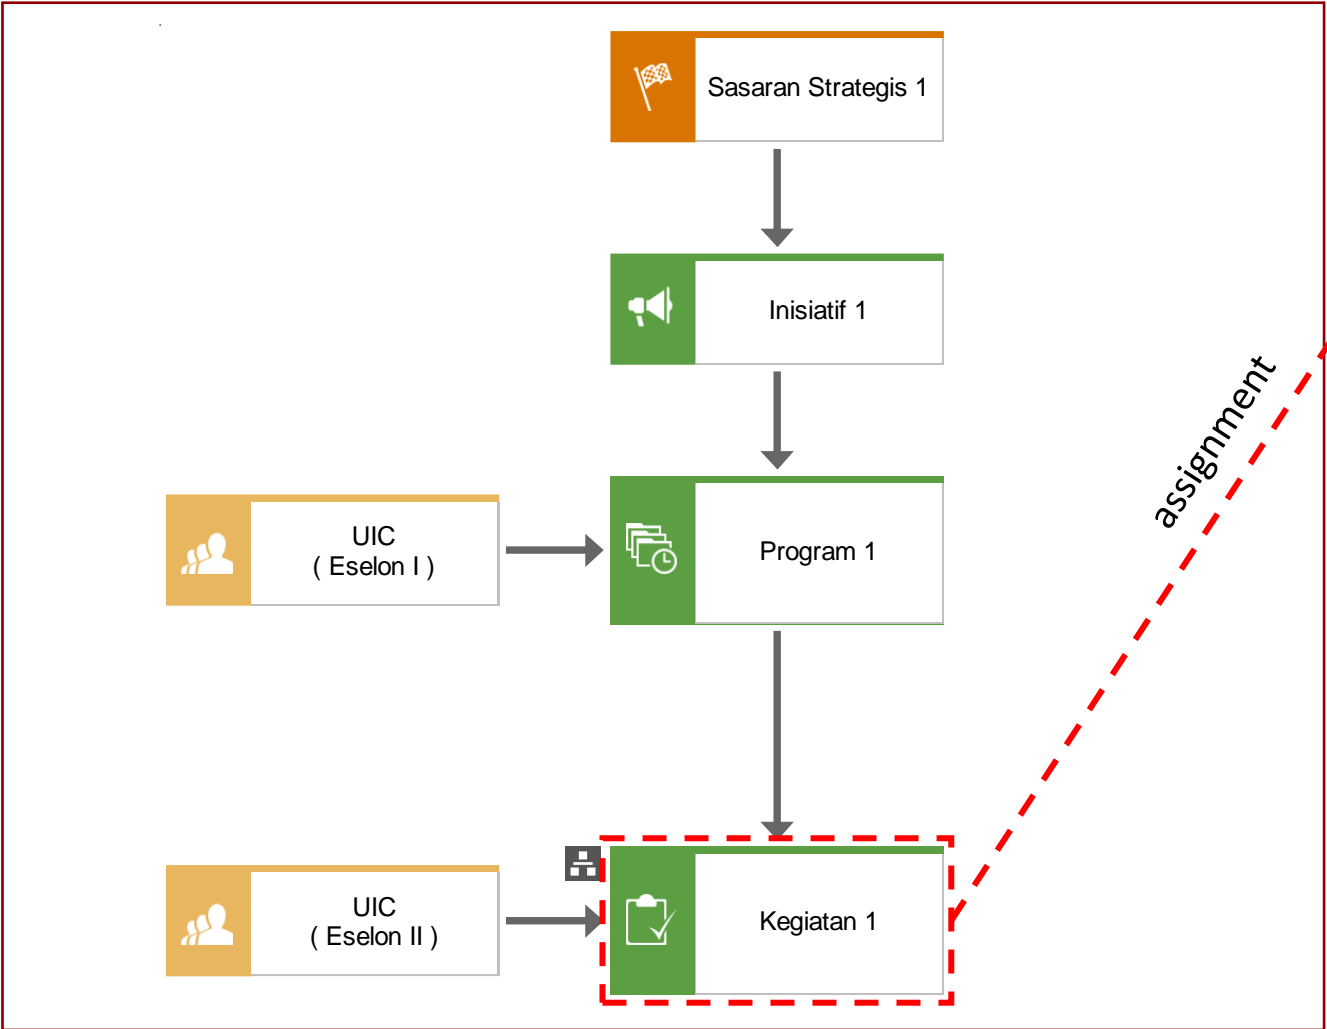 Sasaran Strategis 1
Inisiatif 1
assignment
UIC
( Eselon I )
Program 1
UIC
( Eselon II )
Kegiatan 1